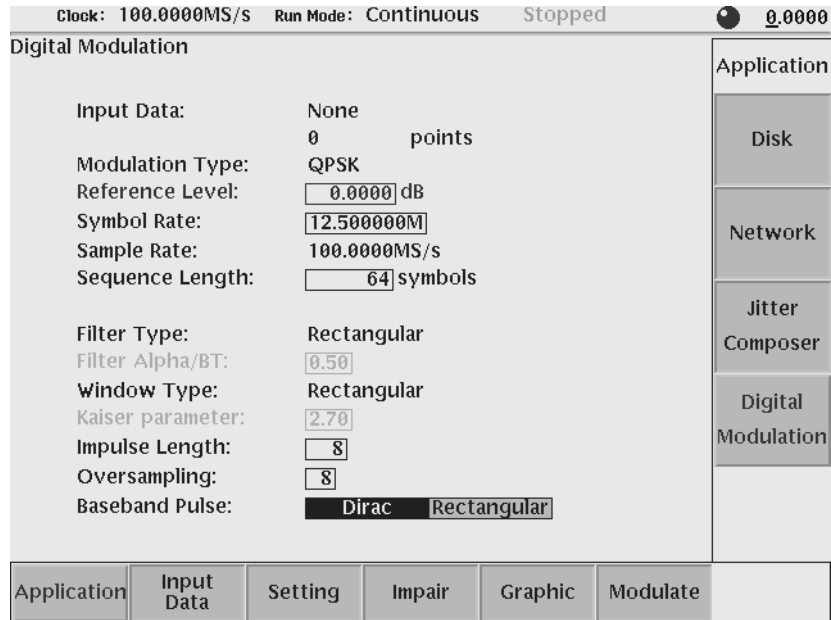 Clock: 100.0000MS/s Run Mode: Continuous Stopped 0.0000
Digital Modulation
Input Data: None
0 points
Modulation Type: QPSK
Reference Level: 0.0000 dB
Symbol Rate: 12.500000M
Sample Rate: 100.0000MS/s
Sequence Length: 64 symbols
Filter Type: Rectangular
Filter Alpha/BT: 0.50
Window Type: Rectangular
Kaiser parameter: 2.70
Impulse Length: 8
Oversampling: 8
Baseband Pulse: Dirac Rectangular
Application
Disk
Network
Jitter
Composer
Digital
Modulation
Application
Input
Data
Setting
Impair
Graphic
Modulate